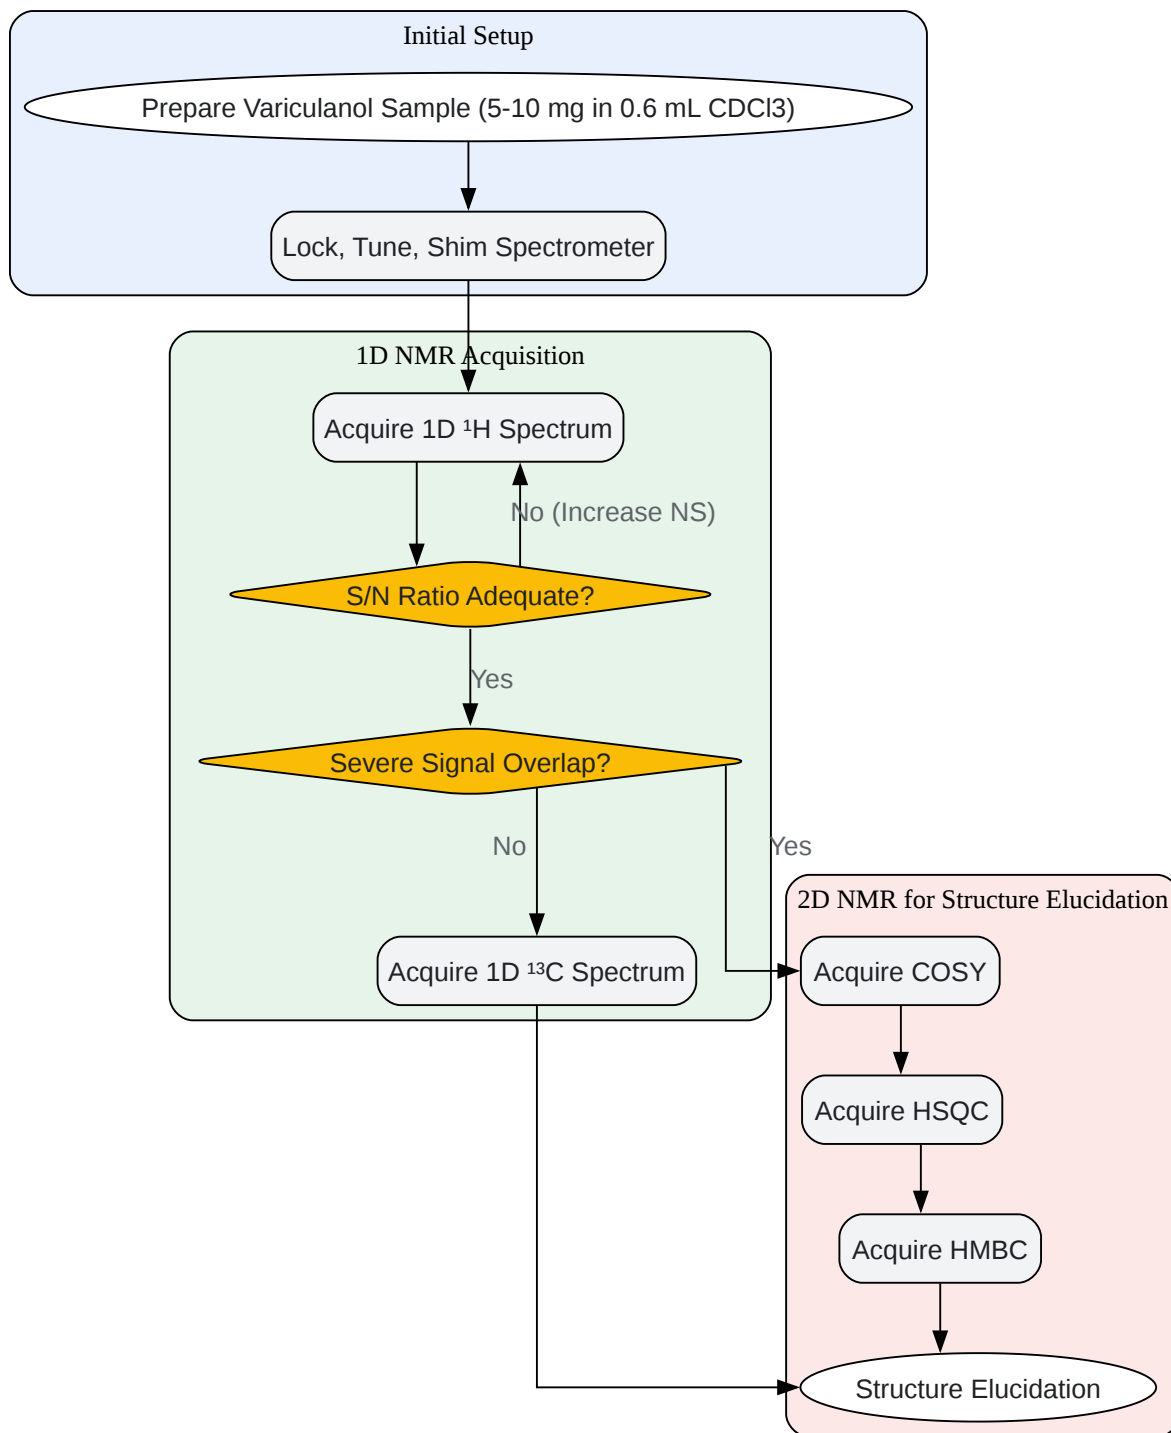 Initial Setup
Prepare Variculanol Sample (5-10 mg in 0.6 mL CDCl3)
Lock, Tune, Shim Spectrometer
1D NMR Acquisition
Acquire 1D ¹H Spectrum
No (Increase NS)
S/N Ratio Adequate?
Yes
Severe Signal Overlap?
No
Yes
2D NMR for Structure Elucidation
Acquire 1D ¹³C Spectrum
Acquire COSY
Acquire HSQC
Acquire HMBC
Structure Elucidation